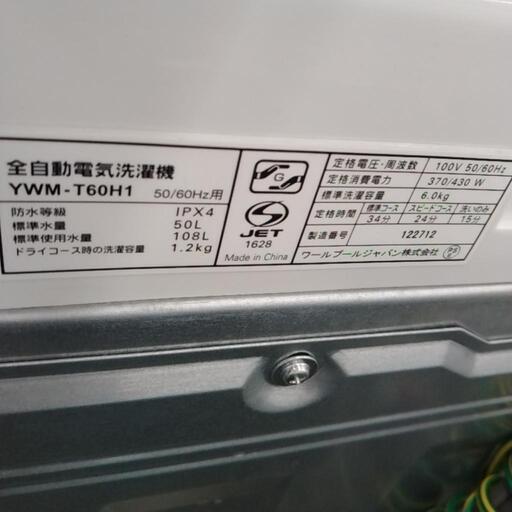 全自動電気洗濯機
YWM-T60H1 50/60Hz用
防水等級 IPX4
標準水量 50L
標準使用水量 108L
ドライコース時の洗濯容量 1.2kg
G
JET
1628
Made in China
定格電圧・周波数 100V 50/60Hz
定格消費電力 370/430 W
標準洗濯容量 6.0kg
定格時間 標準コース スピードコース 洗いのみ
34分 24分 15分
製造番号 122712
ワールプールジャパン株式会社 PS E